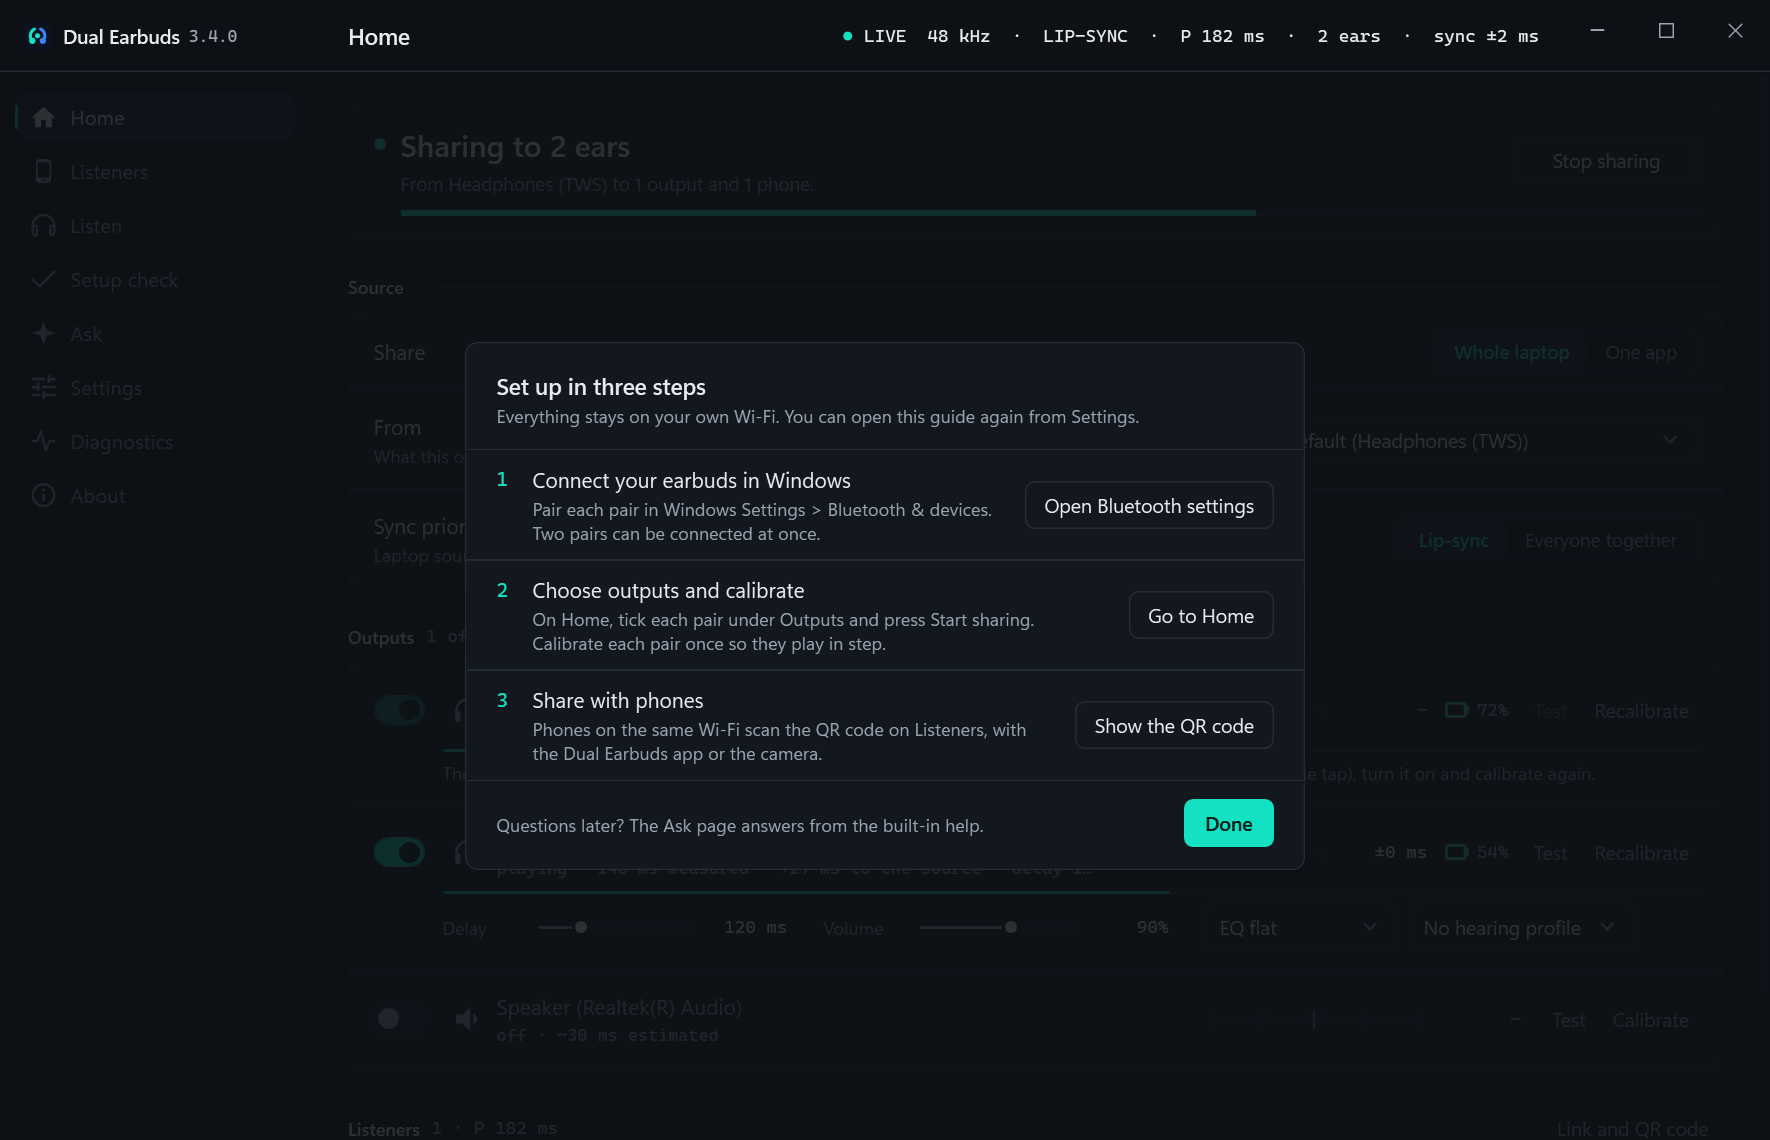 Dual Earbuds 3.4.0
Home
LIVE 48 kHz · LIP-SYNC · P 182 ms · 2 ears · sync ±2 ms
Home
Listeners
Listen
Setup check
Ask
Settings
Diagnostics
About
Sharing to 2 ears
From Headphones (TWS) to 1 output and 1 phone.
Stop sharing
Source
Share
Whole laptop
One app
From
What this o
efault (Headphones (TWS))
Sync prior
Laptop sou
Lip-sync
Everyone together
Outputs 1 of
Set up in three steps
Everything stays on your own Wi-Fi. You can open this guide again from Settings.
1 Connect your earbuds in Windows
Pair each pair in Windows Settings > Bluetooth & devices.
Two pairs can be connected at once.
Open Bluetooth settings
2 Choose outputs and calibrate
On Home, tick each pair under Outputs and press Start sharing.
Calibrate each pair once so they play in step.
Go to Home
3 Share with phones
Phones on the same Wi-Fi scan the QR code on Listeners, with
the Dual Earbuds app or the camera.
Show the QR code
Questions later? The Ask page answers from the built-in help.
Done
– 72% Test Recalibrate
The
e tap), turn it on and calibrate again.
±0 ms 54% Test Recalibrate
Delay 120 ms Volume 90% EQ flat No hearing profile
Speaker (Realtek(R) Audio)
off · ~30 ms estimated
– Test Calibrate
Listeners 1 · P 182 ms
Link and QR code